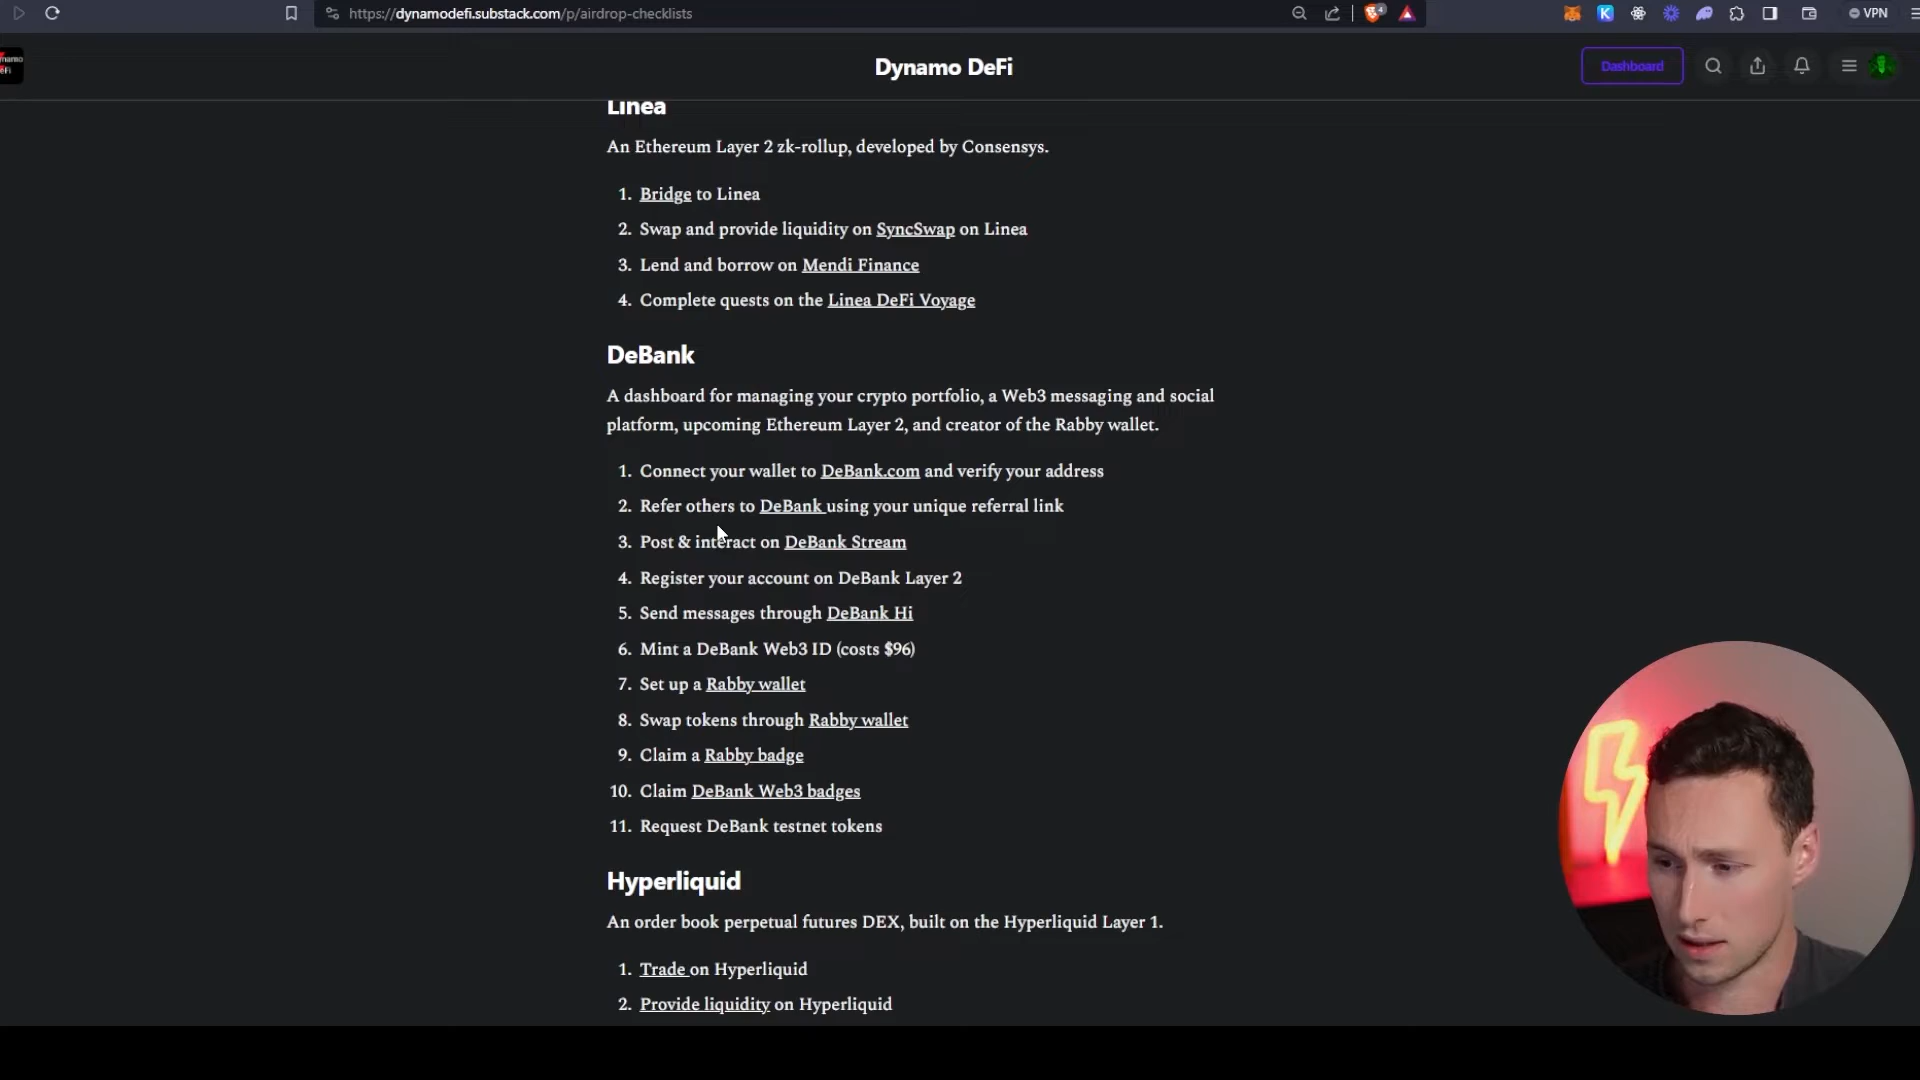 https://dynamodefi.substack.com/p/airdrop-checklists
VPN
Dynamo DeFi
Dashboard
Linea
An Ethereum Layer 2 zk-rollup, developed by Consensys.
1. Bridge to Linea
2. Swap and provide liquidity on SyncSwap on Linea
3. Lend and borrow on Mendi Finance
4. Complete quests on the Linea DeFi Voyage
DeBank
A dashboard for managing your crypto portfolio, a Web3 messaging and social
platform, upcoming Ethereum Layer 2, and creator of the Rabby wallet.
1. Connect your wallet to DeBank.com and verify your address
2. Refer others to DeBank using your unique referral link
3. Post & interact on DeBank Stream
4. Register your account on DeBank Layer 2
5. Send messages through DeBank Hi
6. Mint a DeBank Web3 ID (costs $96)
7. Set up a Rabby wallet
8. Swap tokens through Rabby wallet
9. Claim a Rabby badge
10. Claim DeBank Web3 badges
11. Request DeBank testnet tokens
Hyperliquid
An order book perpetual futures DEX, built on the Hyperliquid Layer 1.
1. Trade on Hyperliquid
2. Provide liquidity on Hyperliquid